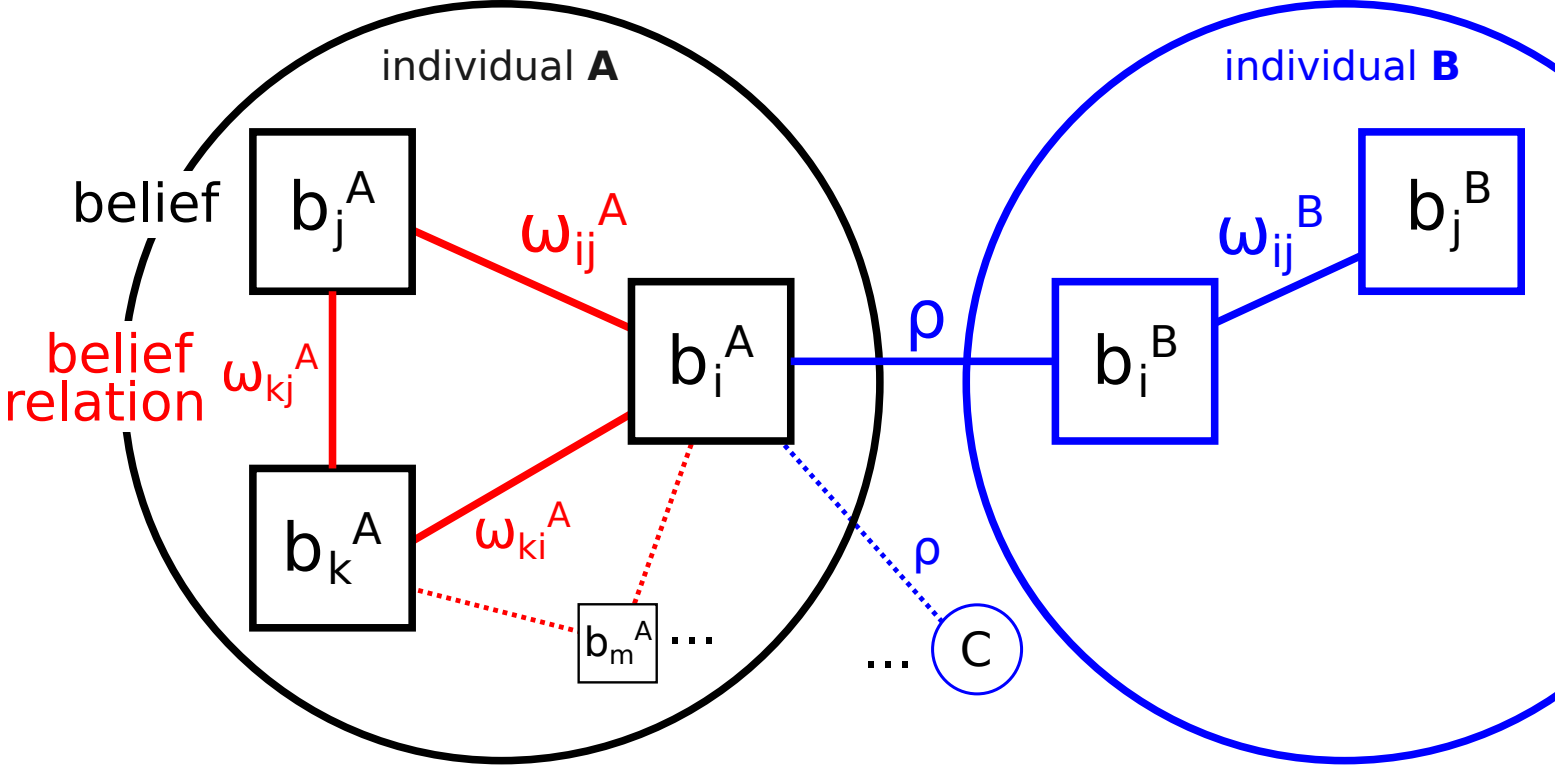 individual A
individual B
belief
b_j^A
ω_ij^A
ω_ij^B
b_j^B
belief
relation
ω_kj^A
b_i^A
ρ
b_i^B
b_k^A
ω_ki^A
ρ
b_m^A ...
... C